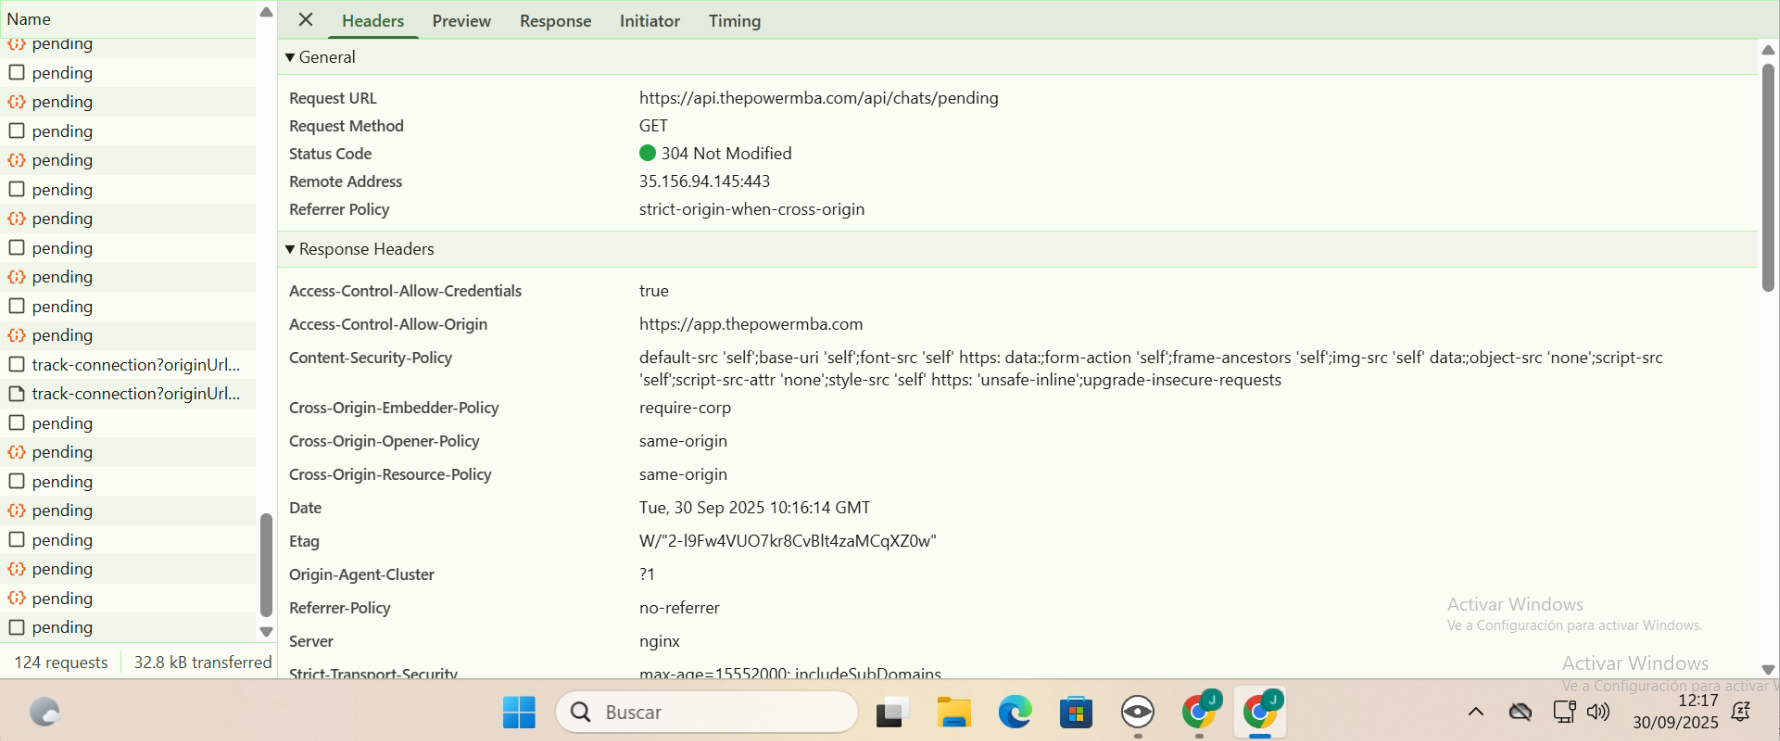 Name
pending
pending
pending
pending
pending
pending
pending
pending
pending
pending
pending
track-connection?originUrl...
track-connection?originUrl...
pending
pending
pending
pending
pending
pending
pending
pending
124 requests
32.8 kB transferred
Headers
Preview
Response
Initiator
Timing
General
Request URL
https://api.thepowermba.com/api/chats/pending
Request Method
GET
Status Code
304 Not Modified
Remote Address
35.156.94.145:443
Referrer Policy
strict-origin-when-cross-origin
Response Headers
Access-Control-Allow-Credentials
true
Access-Control-Allow-Origin
https://app.thepowermba.com
Content-Security-Policy
default-src 'self';base-uri 'self';font-src 'self' https: data:;form-action 'self';frame-ancestors 'self';img-src 'self' data:;object-src 'none';script-src
'self';script-src-attr 'none';style-src 'self' https: 'unsafe-inline';upgrade-insecure-requests
Cross-Origin-Embedder-Policy
require-corp
Cross-Origin-Opener-Policy
same-origin
Cross-Origin-Resource-Policy
same-origin
Date
Tue, 30 Sep 2025 10:16:14 GMT
Etag
W/"2-l9Fw4VUO7kr8CvBlt4zaMCqXZ0w"
Origin-Agent-Cluster
?1
Referrer-Policy
no-referrer
Server
nginx
Strict-Transport-Security
max-age=15552000; includeSubDomains
Activar Windows
Ve a Configuración para activar Windows.
Activar Windows
Ve a Configuración para activar W
Buscar
J
J
12:17
30/09/2025